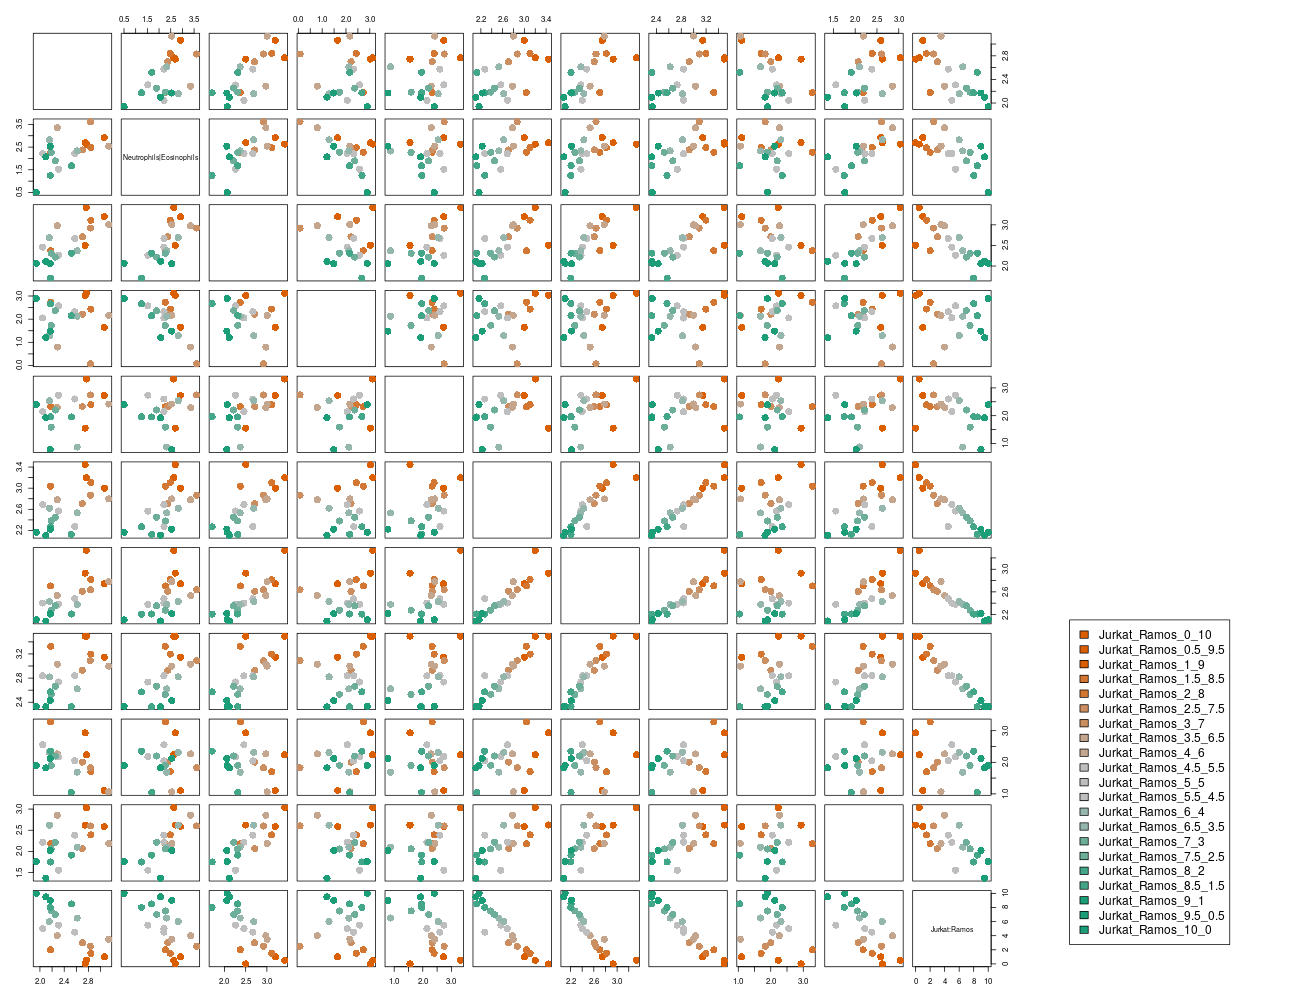 0.5 1.5 2.5 3.5 0.0 1.0 2.0 3.0 2.2 2.6 3.0 3.4 2.4 2.8 3.2 1.5 2.0 2.5 3.0
2.0 2.4 2.8
0.5 1.5 2.5 3.5
Neutrophils|Eosinophils
2.0 2.5 3.0
0.0 1.0 2.0 3.0
1.0 2.0 3.0
2.2 2.6 3.0 3.4
2.2 2.6 3.0
2.4 2.8 3.2
1.0 2.0 3.0
1.5 2.0 2.5 3.0
Jurkat:Ramos
0 2 4 6 8 10
2.0 2.4 2.8 2.0 2.5 3.0 1.0 2.0 3.0 2.2 2.6 3.0 1.0 2.0 3.0 0 2 4 6 8 10
Jurkat_Ramos_0_10
Jurkat_Ramos_0.5_9.5
Jurkat_Ramos_1_9
Jurkat_Ramos_1.5_8.5
Jurkat_Ramos_2_8
Jurkat_Ramos_2.5_7.5
Jurkat_Ramos_3_7
Jurkat_Ramos_3.5_6.5
Jurkat_Ramos_4_6
Jurkat_Ramos_4.5_5.5
Jurkat_Ramos_5_5
Jurkat_Ramos_5.5_4.5
Jurkat_Ramos_6_4
Jurkat_Ramos_6.5_3.5
Jurkat_Ramos_7_3
Jurkat_Ramos_7.5_2.5
Jurkat_Ramos_8_2
Jurkat_Ramos_8.5_1.5
Jurkat_Ramos_9_1
Jurkat_Ramos_9.5_0.5
Jurkat_Ramos_10_0